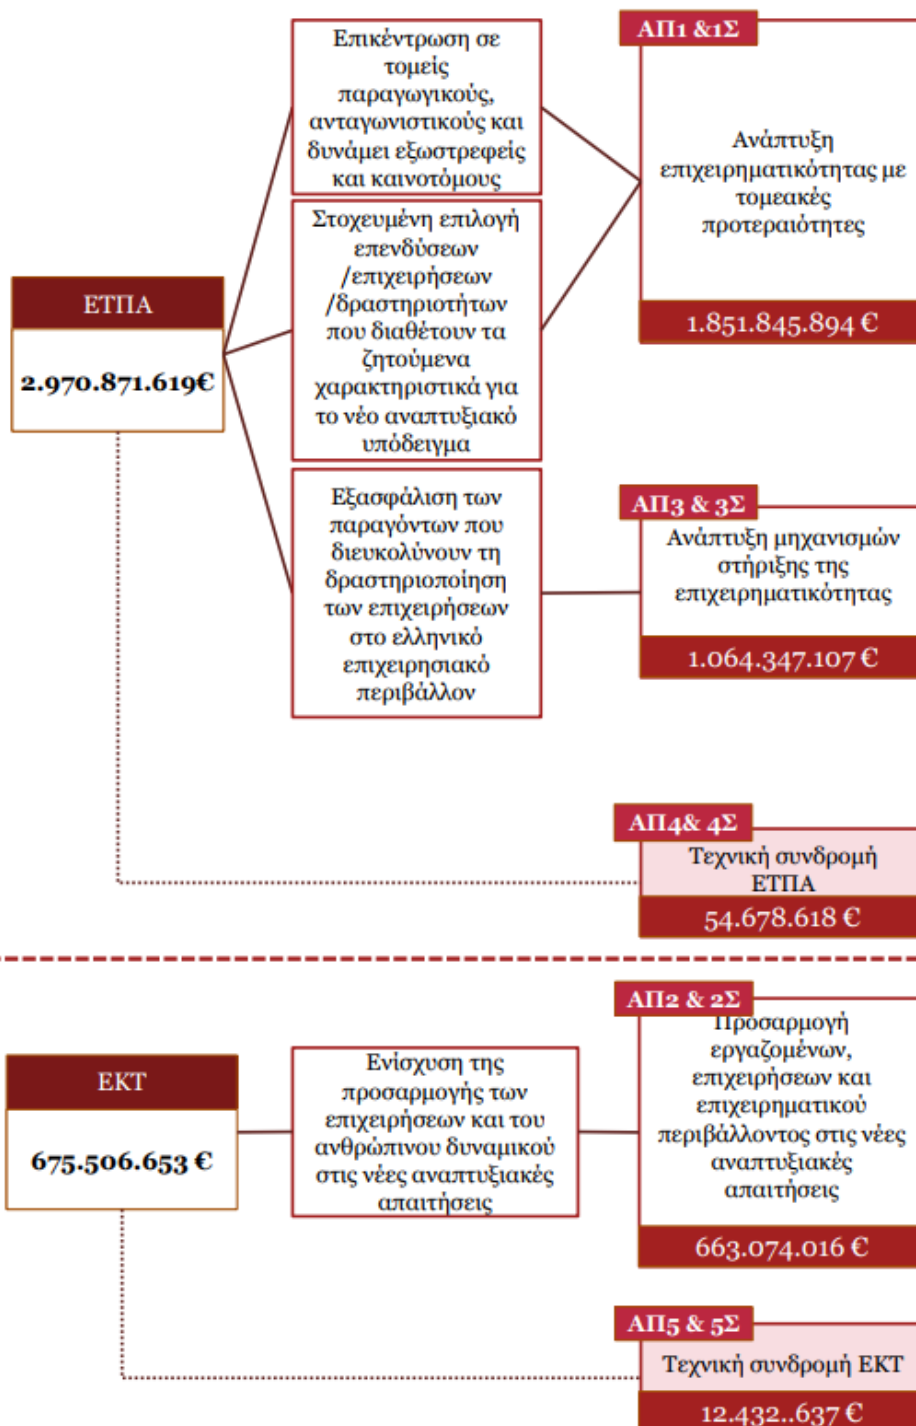 Επικέντρωση σε
τομείς
παραγωγικούς,
ανταγωνιστικούς και
δυνάμει εξωστρεφείς
και καινοτόμους
ΑΠ1 &1Σ
Ανάπτυξη
επιχειρηματικότητας με
τομεακές
προτεραιότητες
1.851.845.894 €
ΕΤΠΑ
2.970.871.619€
Στοχευμένη επιλογή
επενδύσεων
/επιχειρήσεων
/δραστηριοτήτων
που διαθέτουν τα
ζητούμενα
χαρακτηριστικά για
το νέο αναπτυξιακό
υπόδειγμα
Εξασφάλιση των
παραγόντων που
διευκολύνουν τη
δραστηριοποίηση
των επιχειρήσεων
στο ελληνικό
επιχειρησιακό
περιβάλλον
ΑΠ3 & 3Σ
Ανάπτυξη μηχανισμών
στήριξης της
επιχειρηματικότητας
1.064.347.107 €
ΑΠ4& 4Σ
Τεχνική συνδρομή
ΕΤΠΑ
54.678.618 €
ΕΚΤ
675.506.653 €
Ενίσχυση της
προσαρμογής των
επιχειρήσεων και του
ανθρώπινου δυναμικού
στις νέες αναπτυξιακές
απαιτήσεις
ΑΠ2 & 2Σ
Προσαρμογή
εργαζομένων,
επιχειρήσεων και
επιχειρηματικού
περιβάλλοντος στις νέες
αναπτυξιακές
απαιτήσεις
663.074.016 €
ΑΠ5 & 5Σ
Τεχνική συνδρομή ΕΚΤ
12.432..637 €